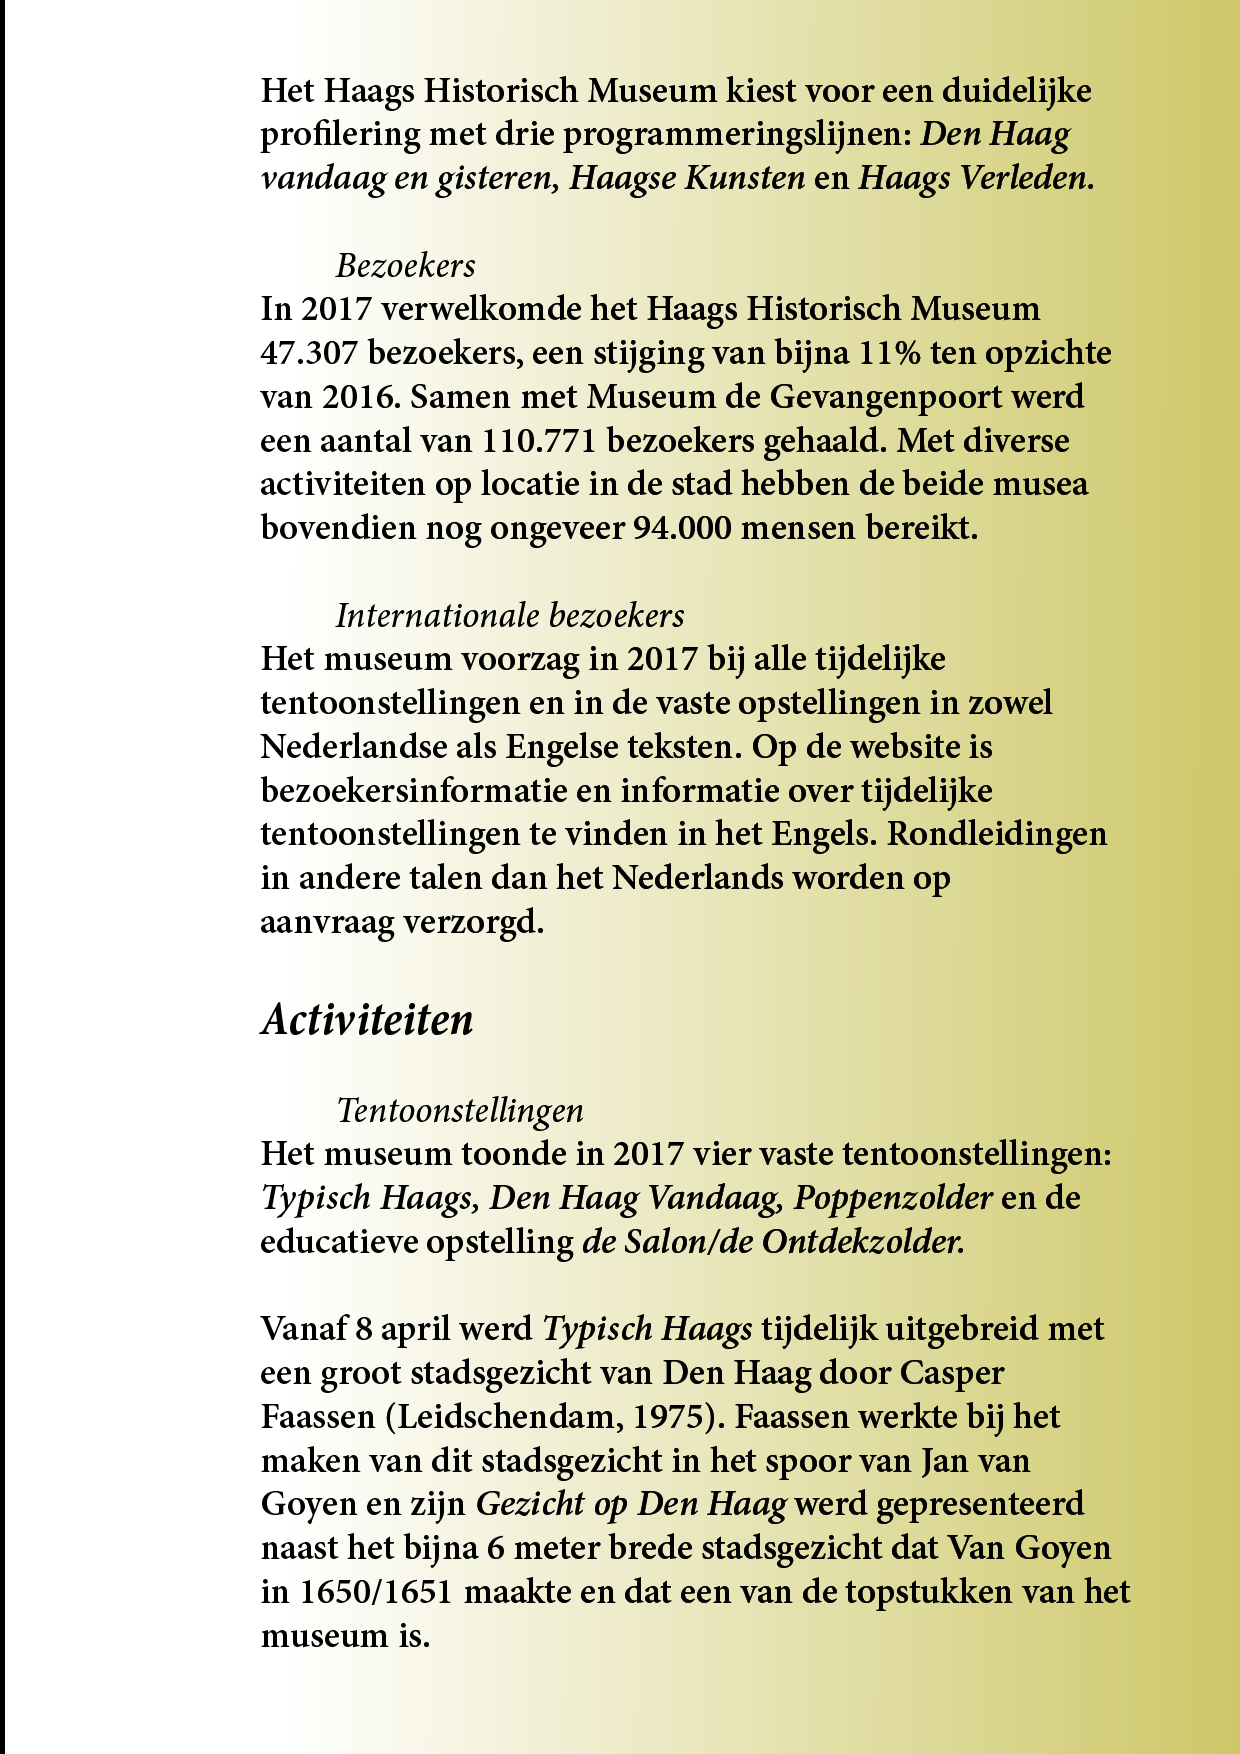 Het Haags Historisch Museum kiest voor een duidelijke
profilering met drie programmeringslijnen: Den Haag
vandaag en gisteren, Haagse Kunsten en Haags Verleden.
Bezoekers
In 2017 verwelkomde het Haags Historisch Museum
47.307 bezoekers, een stijging van bijna 11% ten opzichte
van 2016. Samen met Museum de Gevangenpoort werd
een aantal van 110.771 bezoekers gehaald. Met diverse
activiteiten op locatie in de stad hebben de beide musea
bovendien nog ongeveer 94.000 mensen bereikt.
Internationale bezoekers
Het museum voorzag in 2017 bij alle tijdelijke
tentoonstellingen en in de vaste opstellingen in zowel
Nederlandse als Engelse teksten. Op de website is
bezoekersinformatie en informatie over tijdelijke
tentoonstellingen te vinden in het Engels. Rondleidingen
in andere talen dan het Nederlands worden op
aanvraag verzorgd.
Activiteiten
Tentoonstellingen
Het museum toonde in 2017 vier vaste tentoonstellingen:
Typisch Haags, Den Haag Vandaag, Poppenzolder en de
educatieve opstelling de Salon/de Ontdekzolder.
Vanaf 8 april werd Typisch Haags tijdelijk uitgebreid met
een groot stadsgezicht van Den Haag door Casper
Faassen (Leidschendam, 1975). Faassen werkte bij het
maken van dit stadsgezicht in het spoor van Jan van
Goyen en zijn Gezicht op Den Haag werd gepresenteerd
naast het bijna 6 meter brede stadsgezicht dat Van Goyen
in 1650/1651 maakte en dat een van de topstukken van het
museum is.